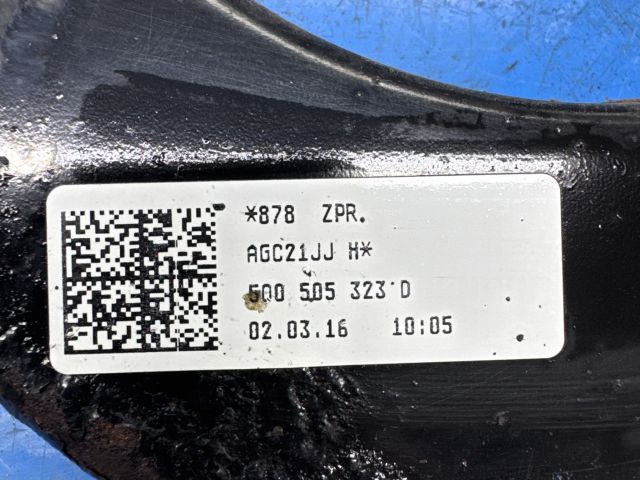 *878 ZPR.
AGC21JJ H*
5Q0 505 323 D
02.03.16 10:05